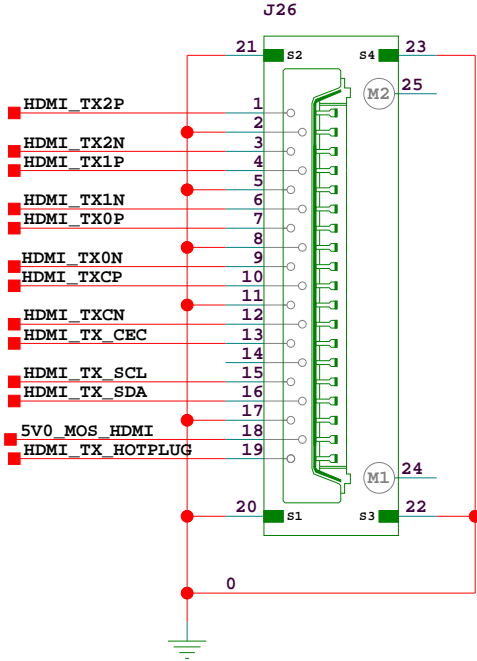 J26
21 S2 S4 23
M2 25
HDMI_TX2P 1
2
HDMI_TX2N 3
HDMI_TX1P 4
5
HDMI_TX1N 6
HDMI_TX0P 7
8
HDMI_TX0N 9
HDMI_TXCP 10
11
HDMI_TXCN 12
HDMI_TX_CEC 13
14
HDMI_TX_SCL 15
HDMI_TX_SDA 16
17
5V0_MOS_HDMI 18
HDMI_TX_HOTPLUG 19
M1 24
20 S1 S3 22
0